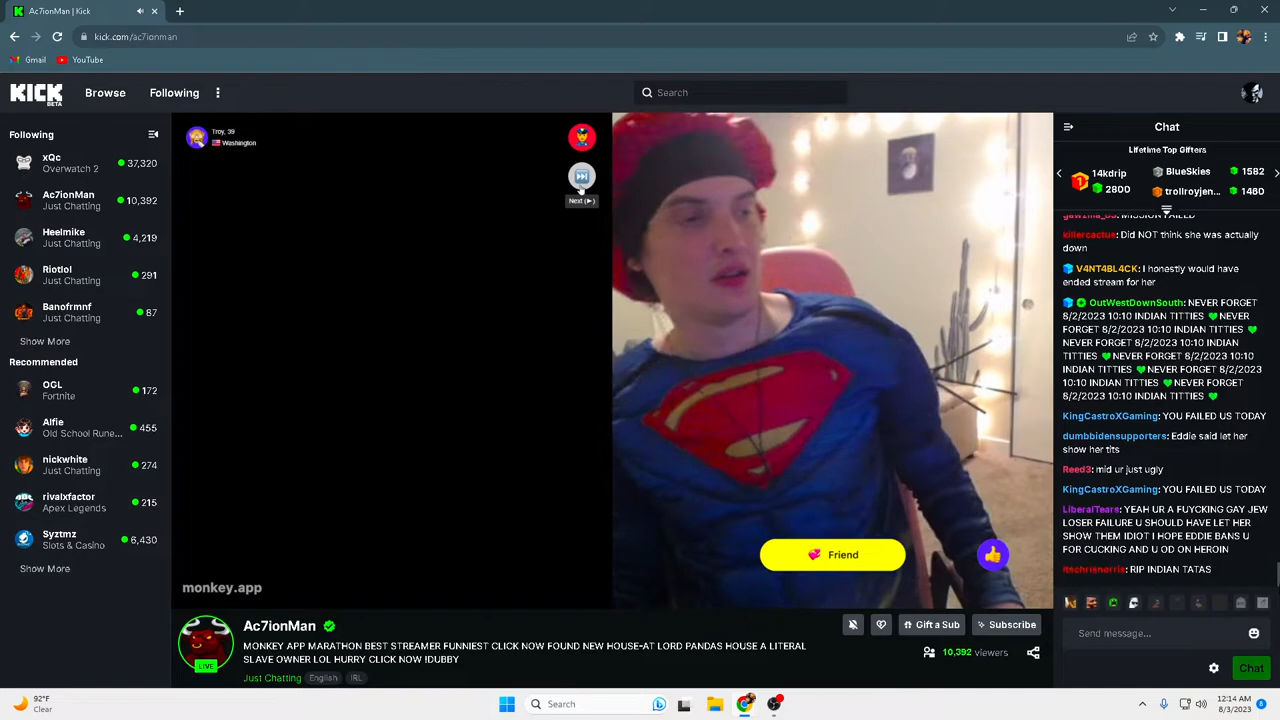 Ac7ionMan | Kick
kick.com/ac7ionman
Gmail
YouTube
KICK
BETA
Browse
Following
Search
Following
xQc
Overwatch 2
37,320
Ac7ionMan
Just Chatting
10,392
Heelmike
Just Chatting
4,219
Riotlol
Just Chatting
291
Banofrmnf
Just Chatting
87
Show More
Recommended
OGL
Fortnite
172
Alfie
Old School Rune...
455
nickwhite
Just Chatting
274
rivalxfactor
Apex Legends
215
Syztmz
Slots & Casino
6,430
Show More
Troy, 39
Washington
Next (►)
Friend
monkey.app
LIVE
Ac7ionMan
MONKEY APP MARATHON BEST STREAMER FUNNIEST CLICK NOW FOUND NEW HOUSE-AT LORD PANDAS HOUSE A LITERAL
SLAVE OWNER LOL HURRY CLICK NOW !DUBBY
Just Chatting
English
IRL
Gift a Sub
Subscribe
10,392 viewers
Chat
Lifetime Top Gifters
1
14kdrip
2800
BlueSkies
1582
trollroyjen...
1460
MISSION FAILED
killercactus: Did NOT think she was actually
down
V4NT4BL4CK: I honestly would have
ended stream for her
OutWestDownSouth: NEVER FORGET
8/2/2023 10:10 INDIAN TITTIES 💚NEVER
FORGET 8/2/2023 10:10 INDIAN TITTIES 💚
NEVER FORGET 8/2/2023 10:10 INDIAN
TITTIES 💚NEVER FORGET 8/2/2023 10:10
INDIAN TITTIES 💚NEVER FORGET 8/2/2023
10:10 INDIAN TITTIES 💚NEVER FORGET
8/2/2023 10:10 INDIAN TITTIES 💚
KingCastroXGaming: YOU FAILED US TODAY
dumbbidensupporters: Eddie said let her
show her tits
Reed3: mid ur just ugly
KingCastroXGaming: YOU FAILED US TODAY
LiberalTears: YEAH UR A FUYCKING GAY JEW
LOSER FAILURE U SHOULD HAVE LET HER
SHOW THEM IDIOT I HOPE EDDIE BANS U
FOR CUCKING AND U OD ON HEROIN
itschrisnorris: RIP INDIAN TATAS
Send message...
Chat
92°F
Clear
Search
12:14 AM
8/3/2023